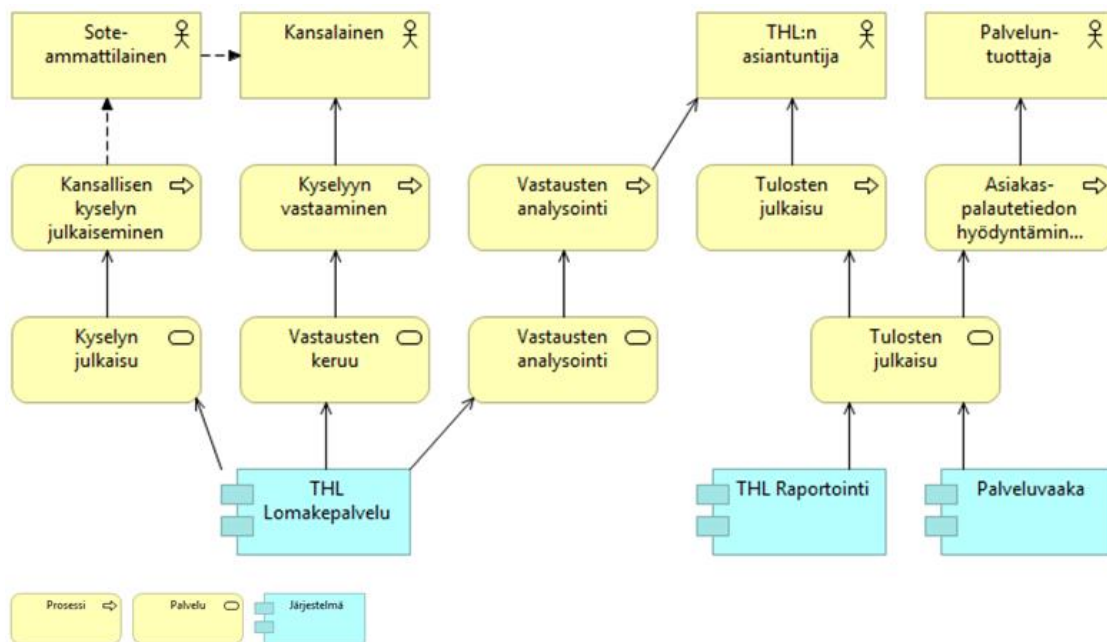 Sote-
ammattilainen
Kansalainen
THL:n
asiantuntija
Palvelun-
tuottaja
Kansallisen
kyselyn
julkaiseminen
Kyselyyn
vastaaminen
Vastausten
analysointi
Tulosten
julkaisu
Asiakas-
palautetiedon
hyödyntämin...
Kyselyn
julkaisu
Vastausten
keruu
Vastausten
analysointi
Tulosten
julkaisu
THL
Lomakepalvelu
THL Raportointi
Palveluvaaka
Prosessi
Palvelu
Järjestelmä